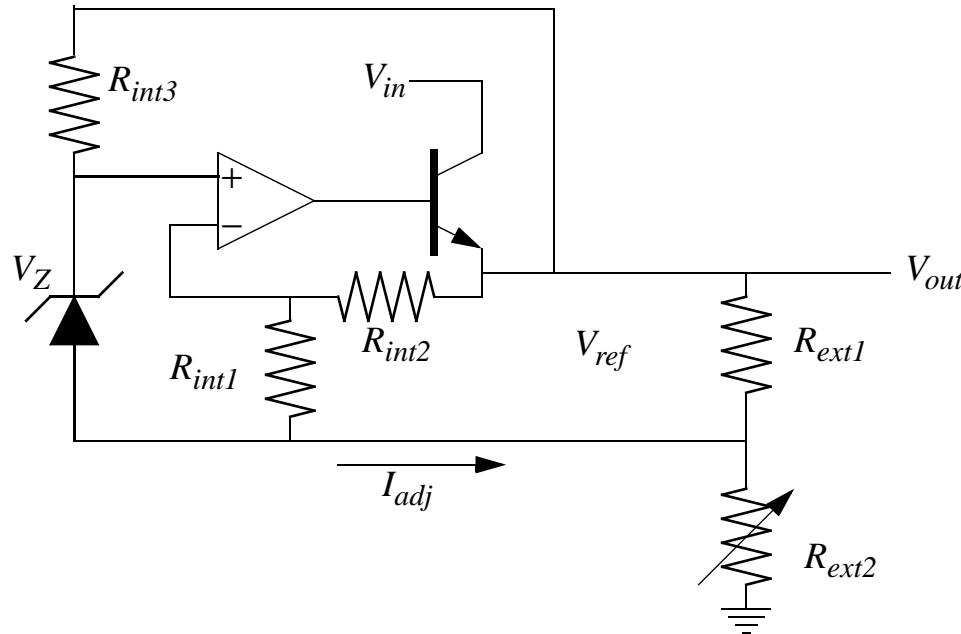 R_int3
V_in
+
−
V_Z
V_out
R_int2
V_ref
R_ext1
R_int1
I_adj
R_ext2